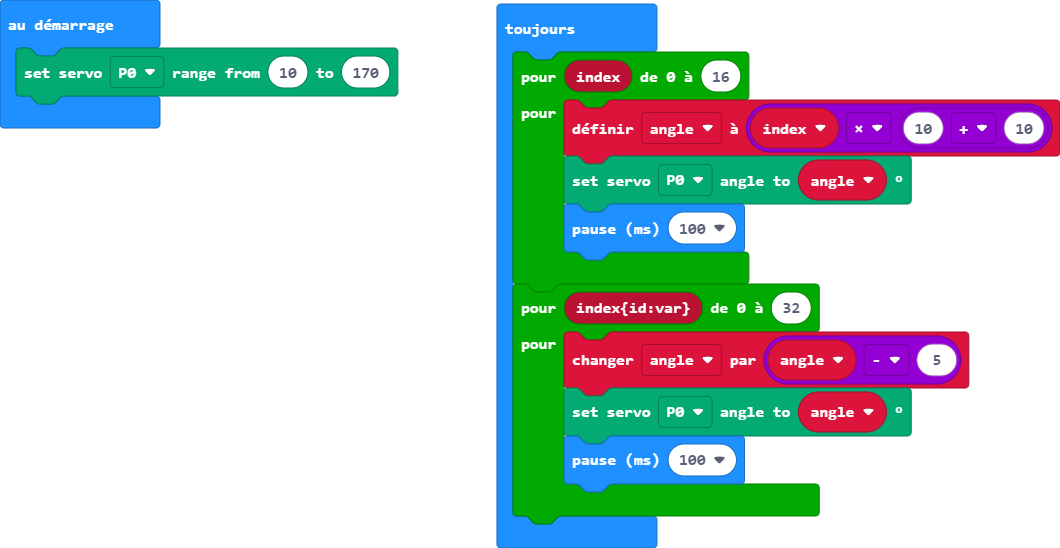 au démarrage
set servo P0 range from 10 to 170
toujours
pour index de 0 à 16
pour
définir angle à index × 10 + 10
set servo P0 angle to angle °
pause (ms) 100
pour index{id:var} de 0 à 32
pour
changer angle par angle - 5
set servo P0 angle to angle °
pause (ms) 100